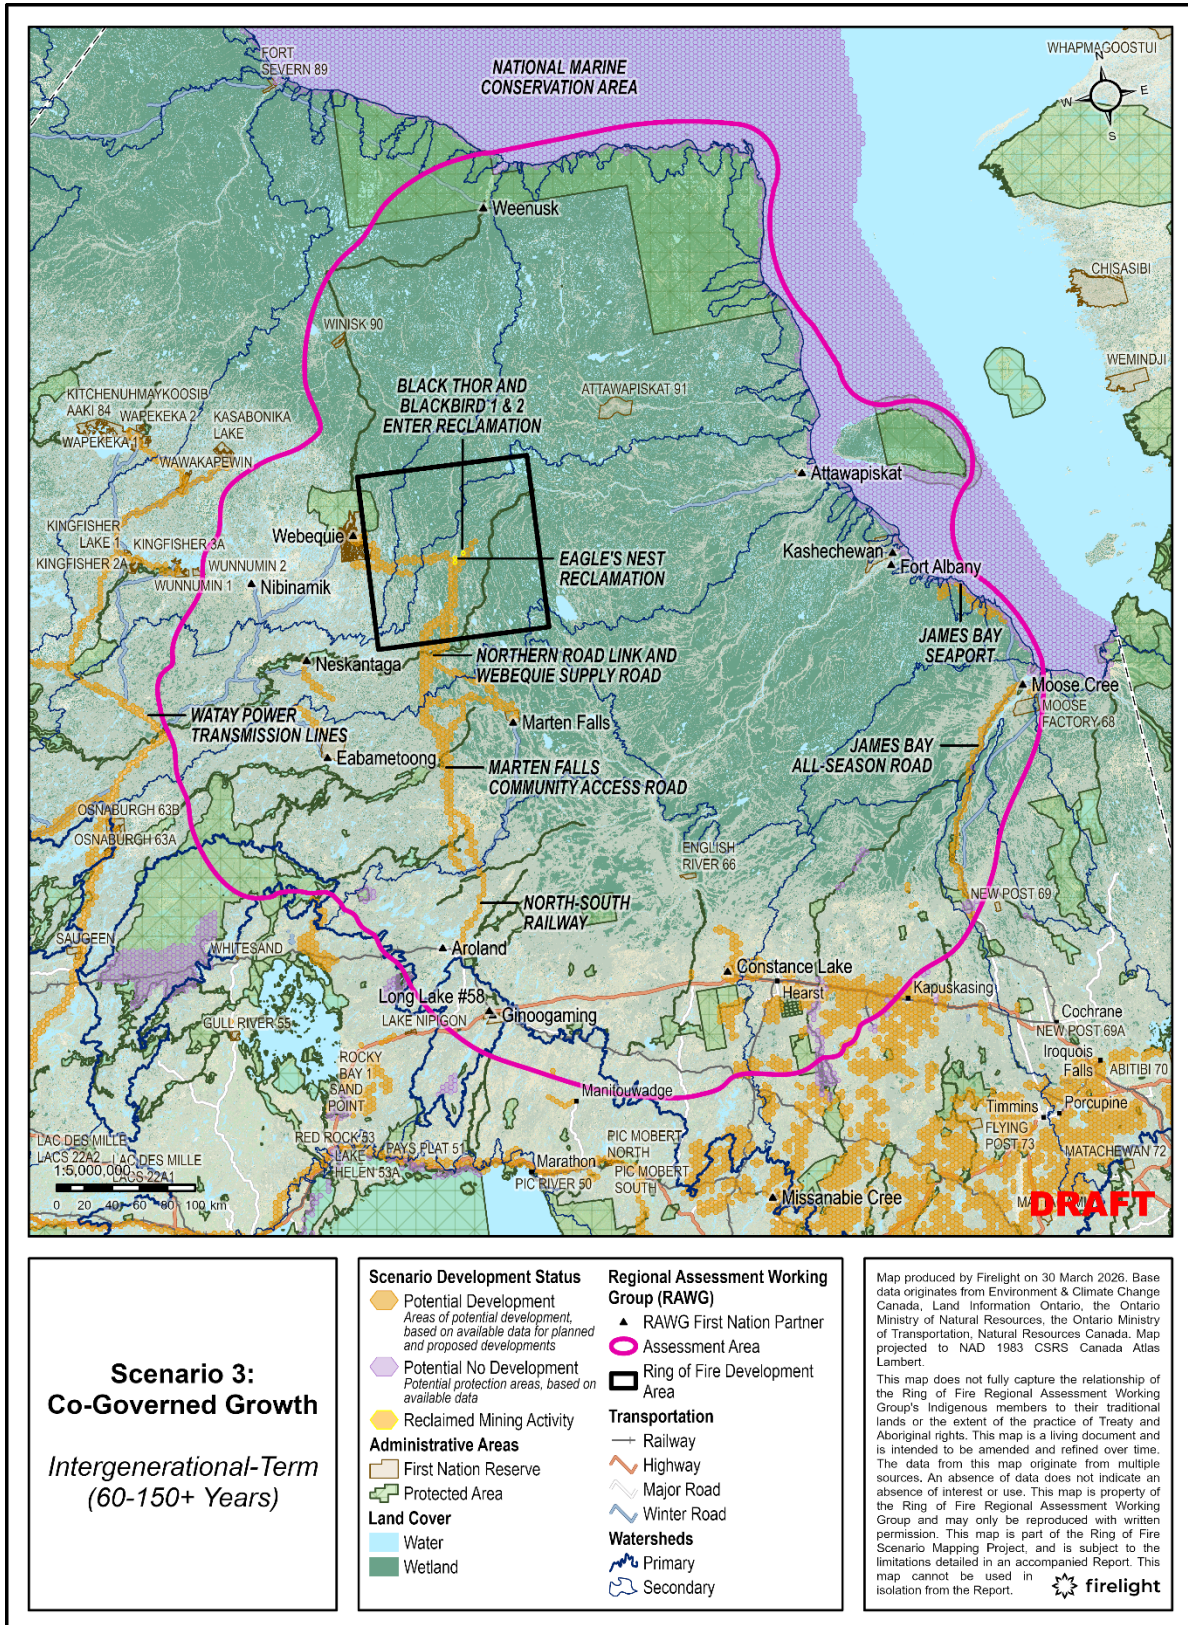 FORT
SEVERN 89
NATIONAL MARINE
CONSERVATION AREA
WHAPMAGOOSTUI
N
W
E
S
Weenusk
CHISASIBI
WINISK 90
WEMINDJI
BLACK THOR AND
BLACKBIRD 1 & 2
ENTER RECLAMATION
ATTAWAPISKAT 91
KITCHENUHMAYKOOSIB
AAKI 84
WAPEKEKA 2
KASABONIKA
LAKE
WAPEKEKA 1
WAWAKAPEWIN
Attawapiskat
KINGFISHER
LAKE 1
KINGFISHER 3A
KINGFISHER 2A
WUNNUMIN 2
WUNNUMIN 1
Webequie
Nibinamik
EAGLE'S NEST
RECLAMATION
Kashechewan
Fort Albany
JAMES BAY
SEAPORT
Neskantaga
NORTHERN ROAD LINK AND
WEBEQUIE SUPPLY ROAD
Moose Cree
MOOSE
FACTORY 68
WATAY POWER
TRANSMISSION LINES
Marten Falls
Eabametoong
MARTEN FALLS
COMMUNITY ACCESS ROAD
JAMES BAY
ALL-SEASON ROAD
OSNABURGH 63B
OSNABURGH 63A
ENGLISH
RIVER 66
NEW POST 69
NORTH-SOUTH
RAILWAY
SAUGEEN
WHITESAND
Aroland
Constance Lake
Hearst
Kapuskasing
Long Lake #58
LAKE NIPIGON
Ginoogaming
Cochrane
NEW POST 69A
GULL RIVER 55
Iroquois
Falls
ABITIBI 70
ROCKY
BAY 1
SAND
POINT
Manitouwadge
Timmins
Porcupine
FLYING
POST 73
MATACHEWAN 72
LAC DES MILLE
LACS 22A2
LAC DES MILLE
LACS 22A1
RED ROCK 53
LAKE
HELEN 53A
PAYS PLAT 51
PIC MOBERT
NORTH
PIC MOBERT
SOUTH
Marathon
PIC RIVER 50
Missanabie Cree
1:5,000,000
0 20 40 60 80 100 km
DRAFT
Scenario 3:
Co-Governed Growth
Intergenerational-Term
(60-150+ Years)
Scenario Development Status
Potential Development
Areas of potential development,
based on available data for planned
and proposed developments
Potential No Development
Potential protection areas, based on
available data
Reclaimed Mining Activity
Administrative Areas
First Nation Reserve
Protected Area
Land Cover
Water
Wetland
Regional Assessment Working
Group (RAWG)
RAWG First Nation Partner
Assessment Area
Ring of Fire Development
Area
Transportation
Railway
Highway
Major Road
Winter Road
Watersheds
Primary
Secondary
Map produced by Firelight on 30 March 2026. Base
data originates from Environment & Climate Change
Canada, Land Information Ontario, the Ontario
Ministry of Natural Resources, the Ontario Ministry
of Transportation, Natural Resources Canada. Map
projected to NAD 1983 CSRS Canada Atlas
Lambert.
This map does not fully capture the relationship of
the Ring of Fire Regional Assessment Working
Group's Indigenous members to their traditional
lands or the extent of the practice of Treaty and
Aboriginal rights. This map is a living document and
is intended to be amended and refined over time.
The data from this map originate from multiple
sources. An absence of data does not indicate an
absence of interest or use. This map is property of
the Ring of Fire Regional Assessment Working
Group and may only be reproduced with written
permission. This map is part of the Ring of Fire
Scenario Mapping Project, and is subject to the
limitations detailed in an accompanied Report. This
map cannot be used in
isolation from the Report.
firelight